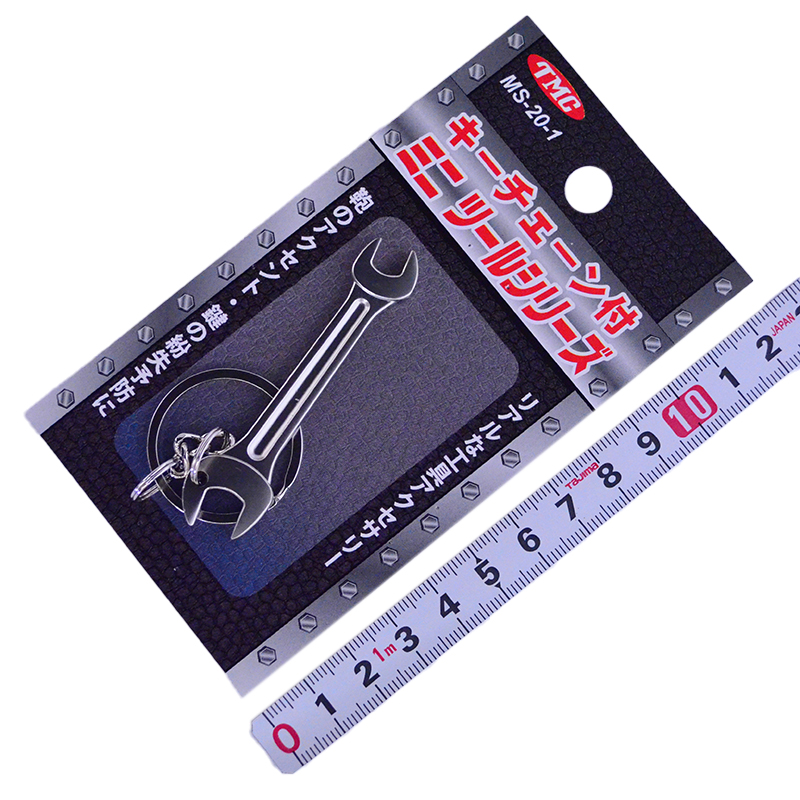 TMC
MS-20-1
キーチェーン付
ミニツールシリーズ
鞄のアクセント・鍵の紛失予防に
リアルな工具アクセサリー
0 1 2 1m 3 4 5 6 7 Tajima 8 9 10 1 2 JAPAN